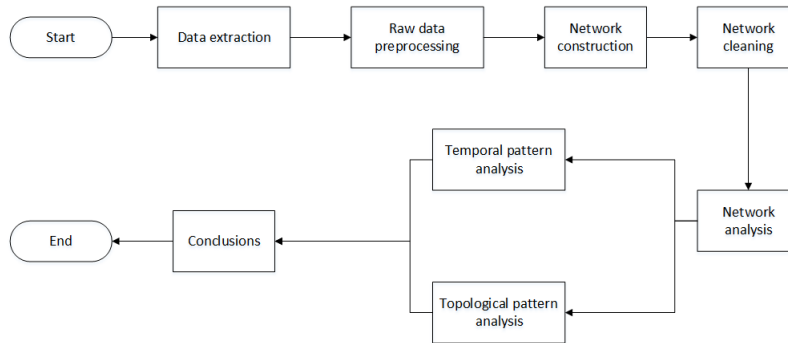 Start
Data extraction
Raw data
preprocessing
Network
construction
Network
cleaning
Temporal pattern
analysis
Network
analysis
Topological pattern
analysis
Conclusions
End